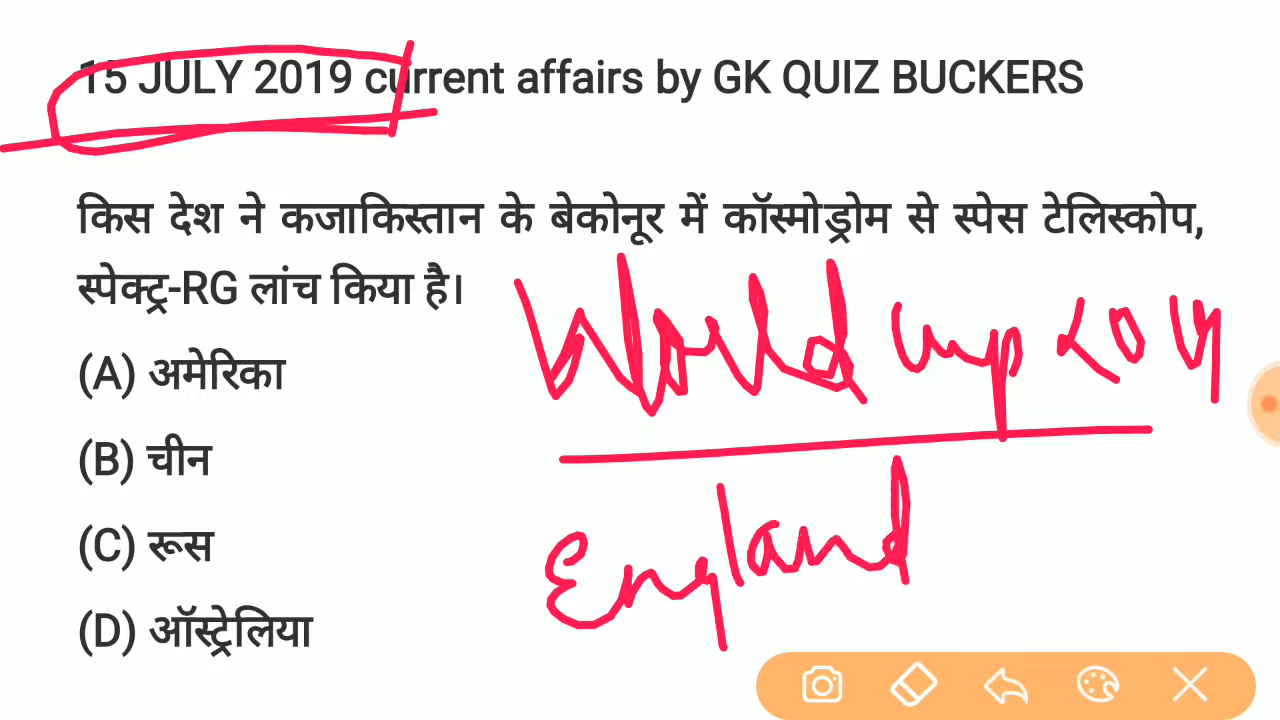 15 JULY 2019 current affairs by GK QUIZ BUCKERS
किस देश ने कजाकिस्तान के बेकोनूर में कॉस्मोड्रोम से स्पेस टेलिस्कोप,
स्पेक्ट्र-RG लांच किया है।
World cup 2019
(A) अमेरिका
(B) चीन
England
(C) रूस
(D) ऑस्ट्रेलिया